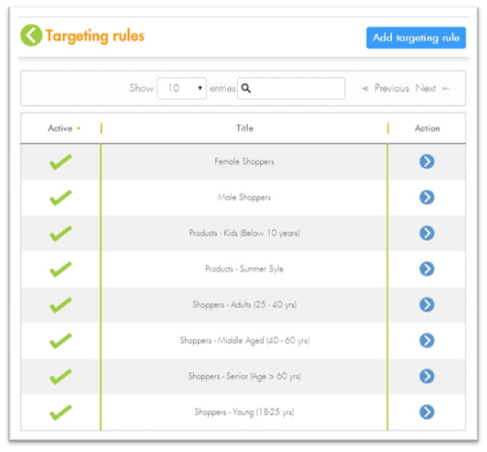 Targeting rules
Add targeting rule
Show 10 entries Previous Next
Active Title Action
Female Shoppers
Male Shoppers
Products - Kids (Below 10 years)
Products - Summer Syle
Shoppers - Adults (25 - 40 yrs)
Shoppers - Middle Aged (40 - 60 yrs)
Shoppers - Senior (Age > 60 yrs)
Shoppers - Young (18-25 yrs)